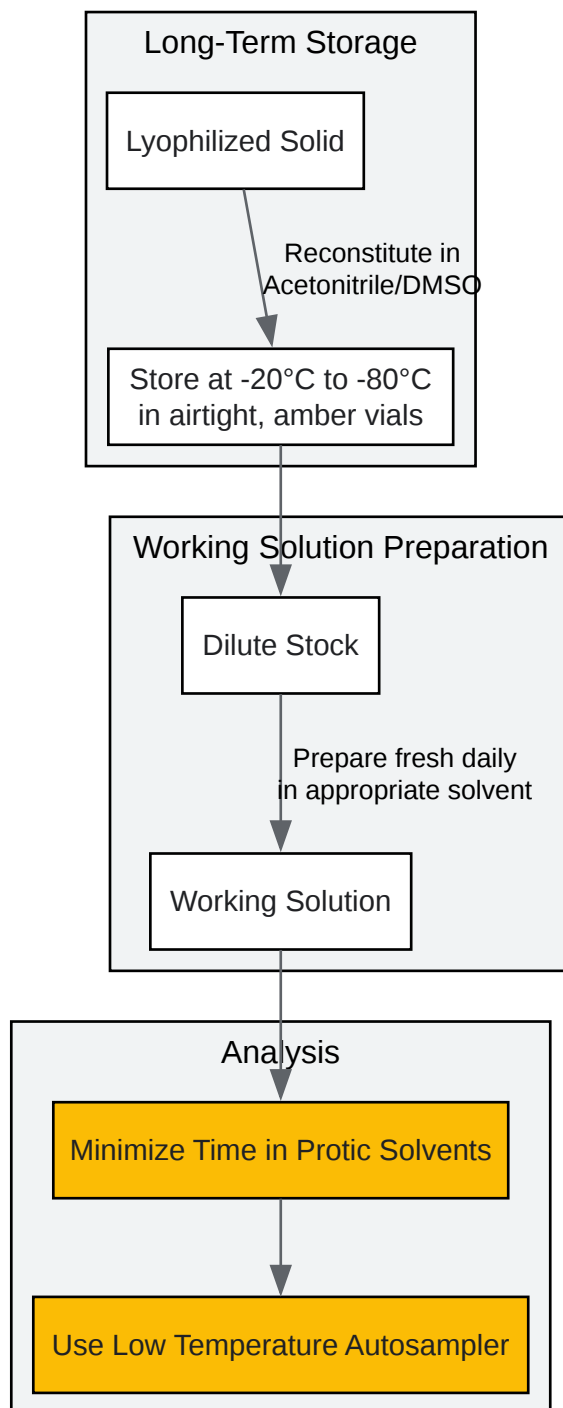 Long-Term Storage
Lyophilized Solid
Reconstitute in
Acetonitrile/DMSO
Store at -20°C to -80°C
in airtight, amber vials
Working Solution Preparation
Dilute Stock
Prepare fresh daily
in appropriate solvent
Working Solution
Analysis
Minimize Time in Protic Solvents
Use Low Temperature Autosampler